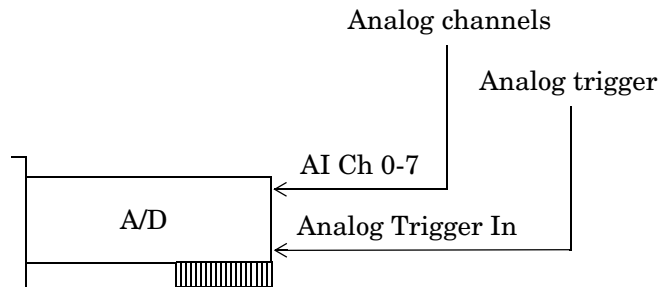 Analog channels
Analog trigger
AI Ch 0-7
A/D
Analog Trigger In